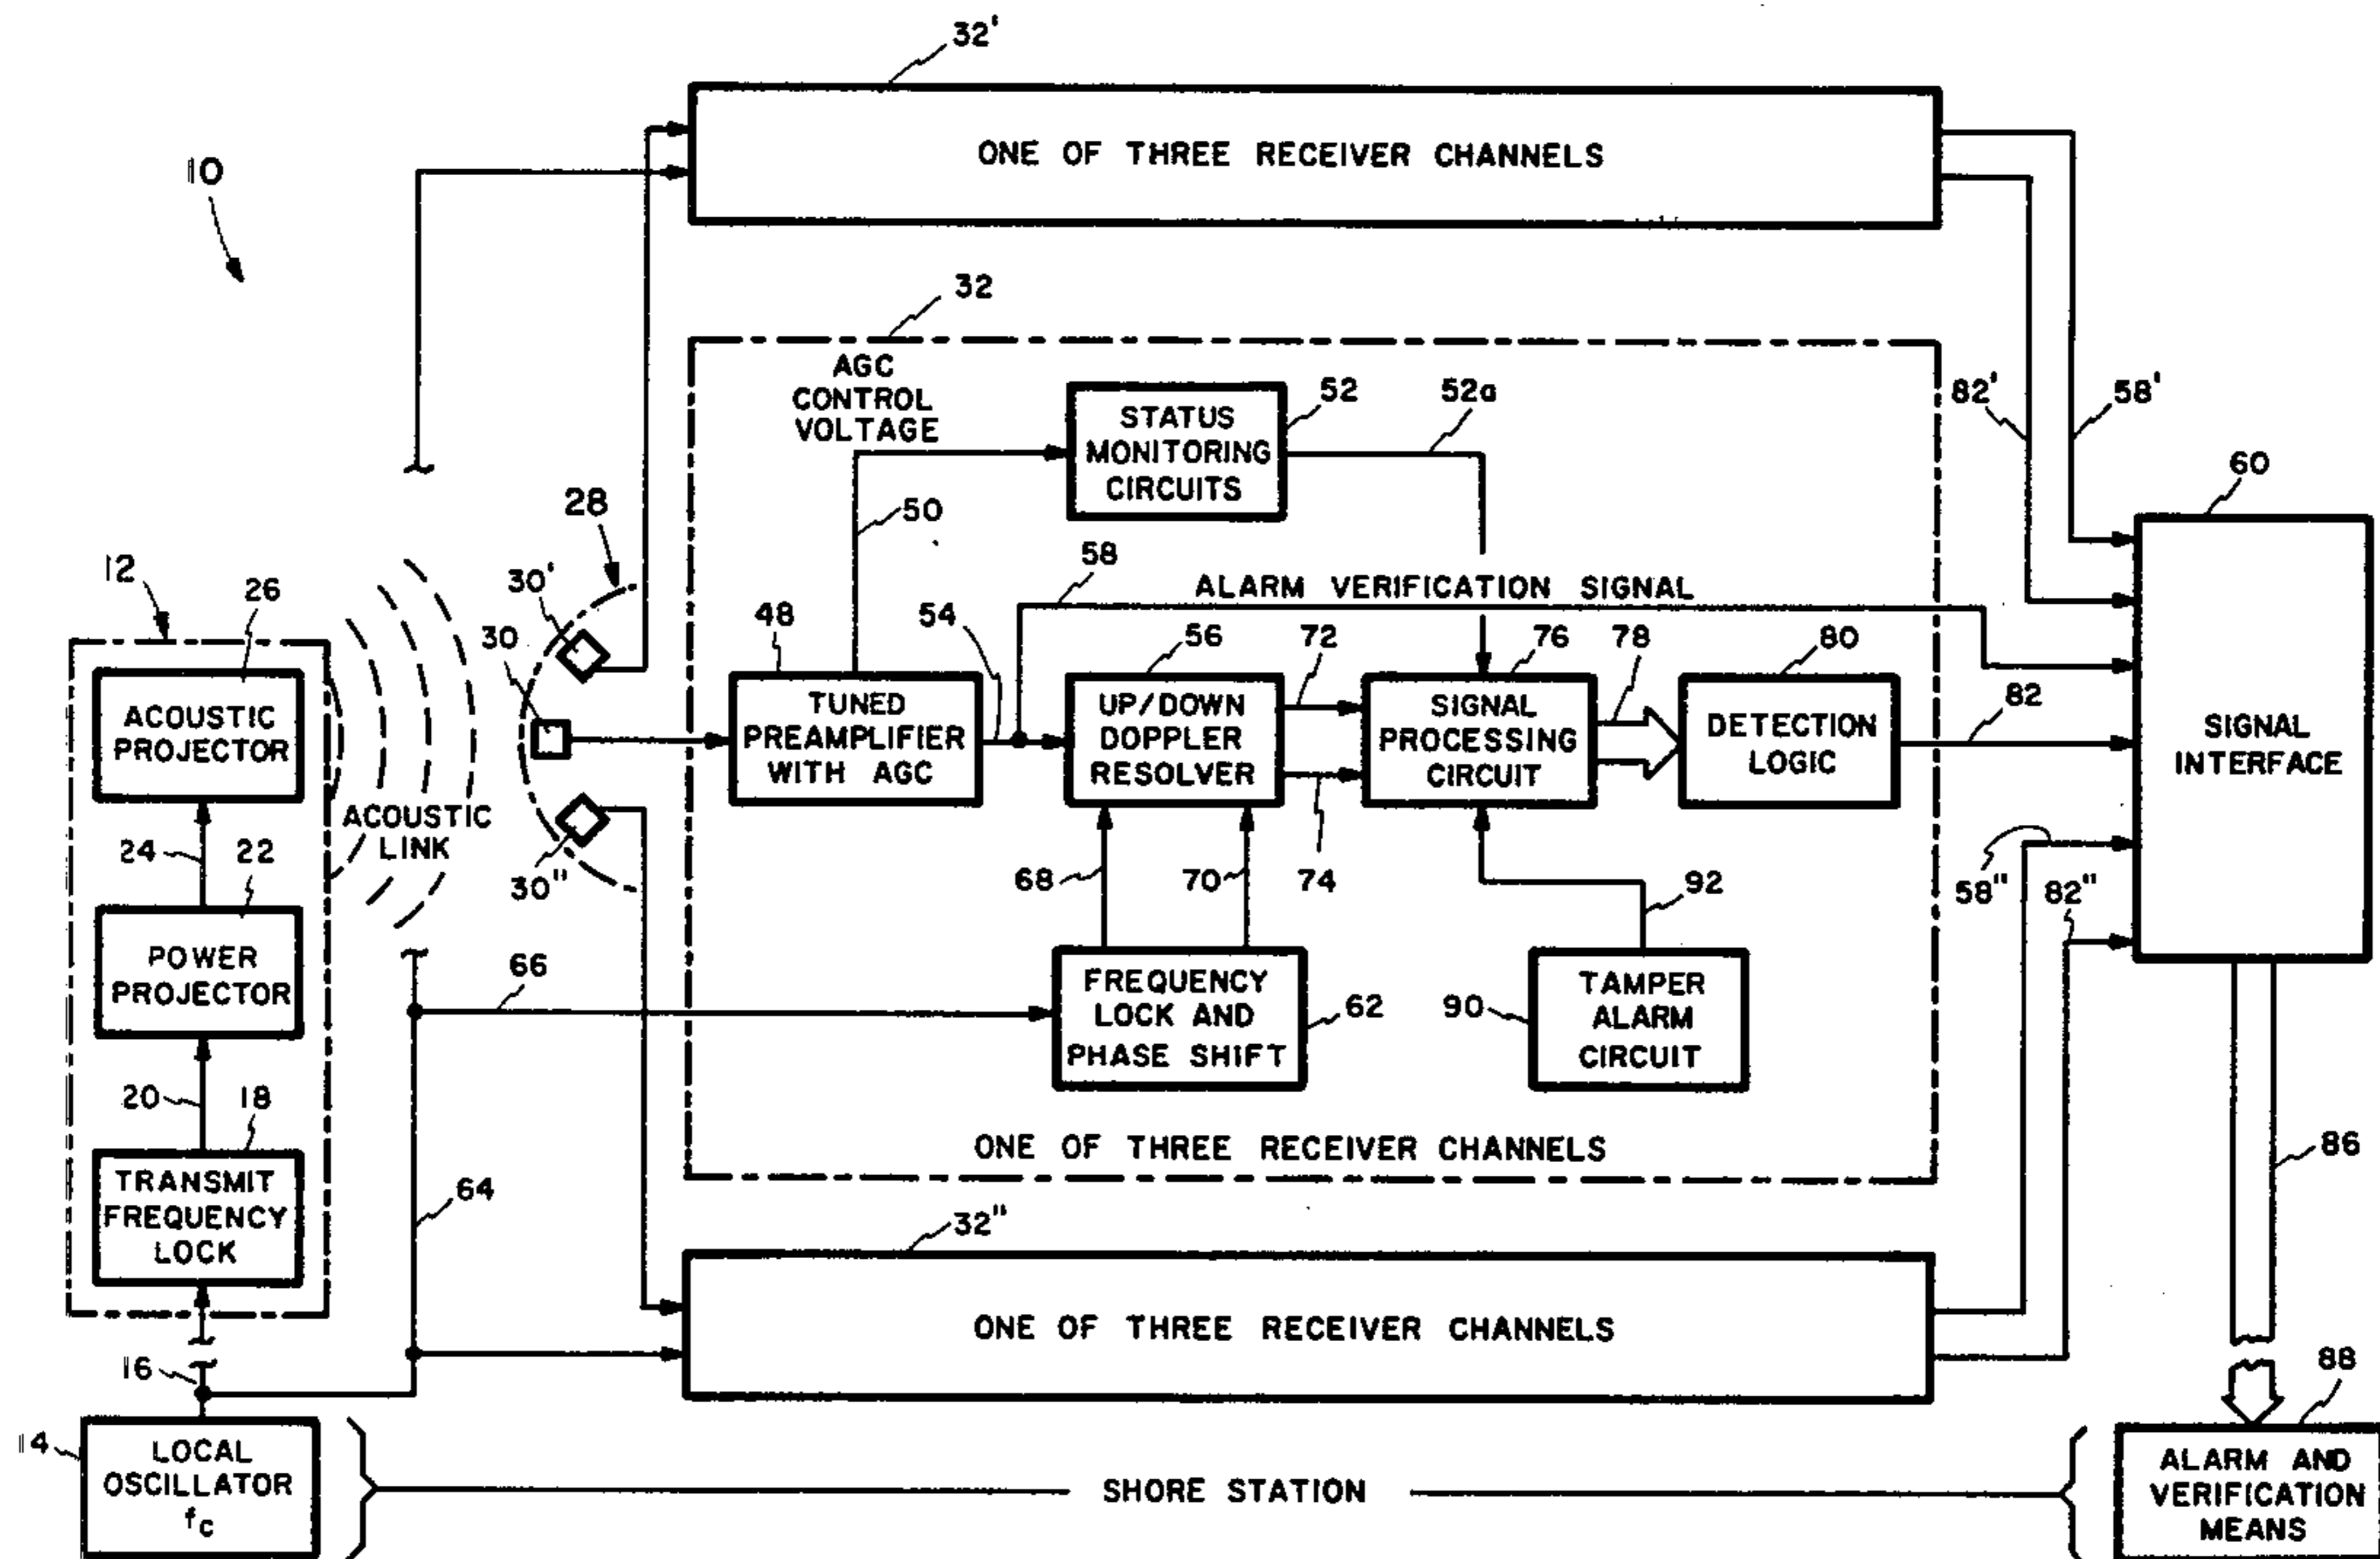 32'
ONE OF THREE RECEIVER CHANNELS
10
32
AGC
CONTROL
VOLTAGE
STATUS
MONITORING
CIRCUITS
52
52a
82'
58'
60
50
28
58
ALARM VERIFICATION SIGNAL
12
26
30'
30
48
54
56
72
76
78
80
82
ACOUSTIC
PROJECTOR
TUNED
PREAMPLIFIER
WITH AGC
UP/DOWN
DOPPLER
RESOLVER
SIGNAL
PROCESSING
CIRCUIT
DETECTION
LOGIC
SIGNAL
INTERFACE
ACOUSTIC
LINK
24
22
30"
68
70
74
92
58"
82"
POWER
PROJECTOR
66
FREQUENCY
LOCK AND
PHASE SHIFT
62
90
TAMPER
ALARM
CIRCUIT
20
18
ONE OF THREE RECEIVER CHANNELS
86
TRANSMIT
FREQUENCY
LOCK
64
32"
ONE OF THREE RECEIVER CHANNELS
16
88
14
LOCAL
OSCILLATOR
fc
SHORE STATION
ALARM AND
VERIFICATION
MEANS